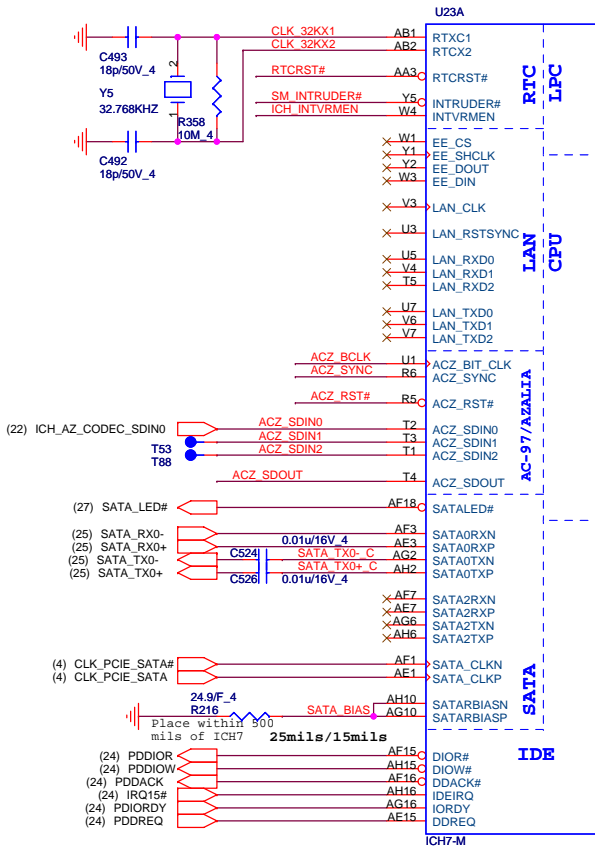 U23A
C493
18p/50V_4
Y5
32.768KHZ
2
1
R358
10M_4
C492
18p/50V_4
CLK_32KX1 AB1 RTXC1
CLK_32KX2 AB2 RTCX2
RTCRST# AA3 RTCRST#
SM_INTRUDER# Y5 INTRUDER#
ICH_INTVRMEN W4 INTVRMEN
RTC
LPC
W1 EE_CS
Y1 EE_SHCLK
Y2 EE_DOUT
W3 EE_DIN
V3 LAN_CLK
U3 LAN_RSTSYNC
U5 LAN_RXD0
V4 LAN_RXD1
T5 LAN_RXD2
U7 LAN_TXD0
V6 LAN_TXD1
V7 LAN_TXD2
LAN
CPU
ACZ_BCLK U1 ACZ_BIT_CLK
ACZ_SYNC R6 ACZ_SYNC
ACZ_RST# R5 ACZ_RST#
(22) ICH_AZ_CODEC_SDIN0 ACZ_SDIN0 T2 ACZ_SDIN0
T53 ACZ_SDIN1 T3 ACZ_SDIN1
T88 ACZ_SDIN2 T1 ACZ_SDIN2
ACZ_SDOUT T4 ACZ_SDOUT
AC-97/AZALIA
(27) SATA_LED# AF18 SATALED#
(25) SATA_RX0- AF3 SATA0RXN
(25) SATA_RX0+ 0.01u/16V_4 AE3 SATA0RXP
(25) SATA_TX0- C524 SATA_TX0-_C AG2 SATA0TXN
(25) SATA_TX0+ C526 SATA_TX0+_C AH2 SATA0TXP
0.01u/16V_4
AF7 SATA2RXN
AE7 SATA2RXP
AG6 SATA2TXN
AH6 SATA2TXP
(4) CLK_PCIE_SATA# AF1 SATA_CLKN
(4) CLK_PCIE_SATA AE1 SATA_CLKP
24.9/F_4
R216
SATA_BIAS
AH10 SATARBIASN
AG10 SATARBIASP
SATA
Place within 500
mils of ICH7
25mils/15mils
IDE
(24) PDDIOR AF15 DIOR#
(24) PDDIOW AH15 DIOW#
(24) PDDACK AF16 DDACK#
(24) IRQ15# AH16 IDEIRQ
(24) PDIORDY AG16 IORDY
(24) PDDREQ AE15 DDREQ
ICH7-M